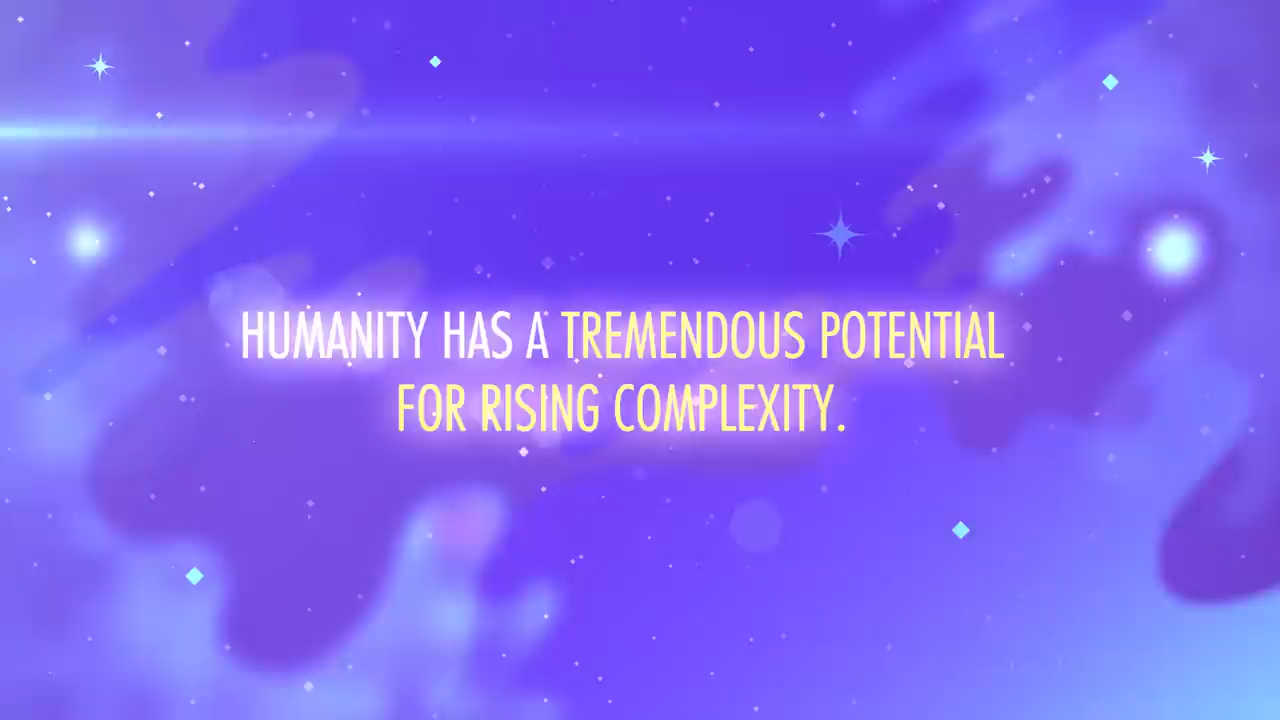 HUMANITY HAS A TREMENDOUS POTENTIAL
FOR RISING COMPLEXITY.